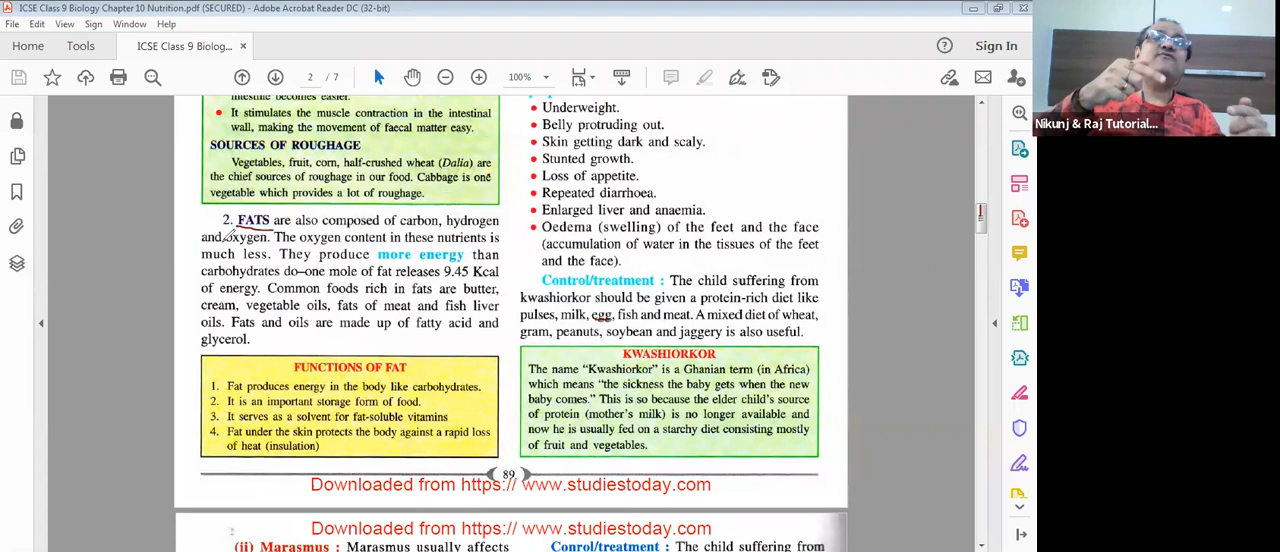 ICSE Class 9 Biology Chapter 10 Nutrition.pdf (SECURED) - Adobe Acrobat Reader DC (32-bit)
File Edit View Sign Window Help
Home Tools ICSE Class 9 Biolog... × Sign In
2 / 7 100%
intestine becomes easier.
• It stimulates the muscle contraction in the intestinal
wall, making the movement of faecal matter easy.
SOURCES OF ROUGHAGE
Vegetables, fruit, corn, half-crushed wheat (Dalia) are
the chief sources of roughage in our food. Cabbage is one
vegetable which provides a lot of roughage.
2. FATS are also composed of carbon, hydrogen
and oxygen. The oxygen content in these nutrients is
much less. They produce more energy than
carbohydrates do–one mole of fat releases 9.45 Kcal
of energy. Common foods rich in fats are butter,
cream, vegetable oils, fats of meat and fish liver
oils. Fats and oils are made up of fatty acid and
glycerol.
FUNCTIONS OF FAT
1. Fat produces energy in the body like carbohydrates.
2. It is an important storage form of food.
3. It serves as a solvent for fat-soluble vitamins
4. Fat under the skin protects the body against a rapid loss
of heat (insulation)
• Underweight.
• Belly protruding out.
• Skin getting dark and scaly.
• Stunted growth.
• Loss of appetite.
• Repeated diarrhoea.
• Enlarged liver and anaemia.
• Oedema (swelling) of the feet and the face
(accumulation of water in the tissues of the feet
and the face).
Control/treatment : The child suffering from
kwashiorkor should be given a protein-rich diet like
pulses, milk, egg, fish and meat. A mixed diet of wheat,
gram, peanuts, soybean and jaggery is also useful.
KWASHIORKOR
The name “Kwashiorkor” is a Ghanian term (in Africa)
which means “the sickness the baby gets when the new
baby comes.” This is so because the elder child's source
of protein (mother's milk) is no longer available and
now he is usually fed on a starchy diet consisting mostly
of fruit and vegetables.
89
Downloaded from https:// www.studiestoday.com
Downloaded from https:// www.studiestoday.com
(ii) Marasmus : Marasmus usually affects
Conrol/treatment : The child suffering from
Nikunj & Raj Tutorial...